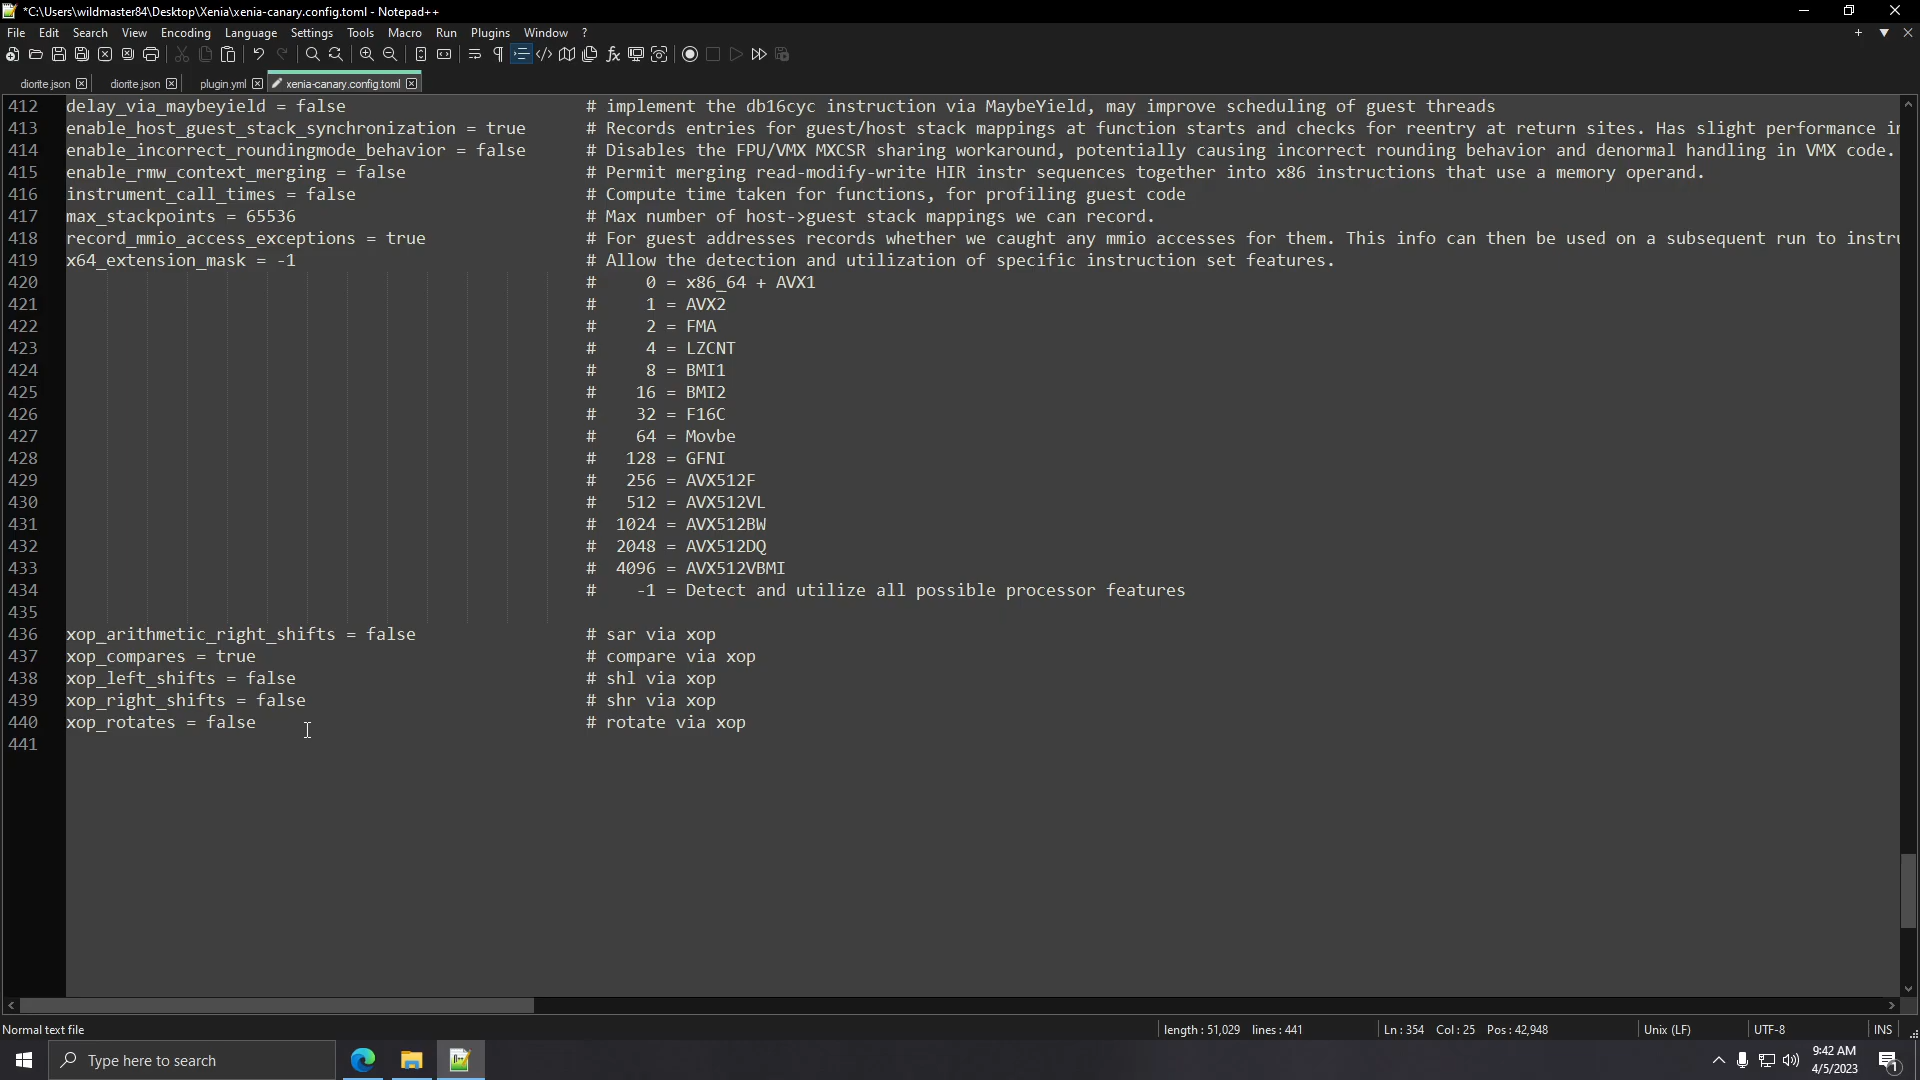 *C:\Users\wildmaster84\Desktop\Xenia\xenia-canary.config.toml - Notepad++
File Edit Search View Encoding Language Settings Tools Macro Run Plugins Window ?
diorite.json diorite.json plugin.yml xenia-canary.config.toml
412 delay_via_maybeyield = false # implement the db16cyc instruction via MaybeYield, may improve scheduling of guest threads
413 enable_host_guest_stack_synchronization = true # Records entries for guest/host stack mappings at function starts and checks for reentry at return sites. Has slight performance
414 enable_incorrect_roundingmode_behavior = false # Disables the FPU/VMX MXCSR sharing workaround, potentially causing incorrect rounding behavior and denormal handling in VMX code.
415 enable_rmw_context_merging = false # Permit merging read-modify-write HIR instr sequences together into x86 instructions that use a memory operand.
416 instrument_call_times = false # Compute time taken for functions, for profiling guest code
417 max_stackpoints = 65536 # Max number of host->guest stack mappings we can record.
418 record_mmio_access_exceptions = true # For guest addresses records whether we caught any mmio accesses for them. This info can then be used on a subsequent run to instru
419 x64_extension_mask = -1 # Allow the detection and utilization of specific instruction set features.
420 # 0 = x86_64 + AVX1
421 # 1 = AVX2
422 # 2 = FMA
423 # 4 = LZCNT
424 # 8 = BMI1
425 # 16 = BMI2
426 # 32 = F16C
427 # 64 = Movbe
428 # 128 = GFNI
429 # 256 = AVX512F
430 # 512 = AVX512VL
431 # 1024 = AVX512BW
432 # 2048 = AVX512DQ
433 # 4096 = AVX512VBMI
434 # -1 = Detect and utilize all possible processor features
435
436 xop_arithmetic_right_shifts = false # sar via xop
437 xop_compares = true # compare via xop
438 xop_left_shifts = false # shl via xop
439 xop_right_shifts = false # shr via xop
440 xop_rotates = false # rotate via xop
441
Normal text file length : 51,029 lines : 441 Ln : 354 Col : 25 Pos : 42,948 Unix (LF) UTF-8 INS
Type here to search
9:42 AM
4/5/2023
1